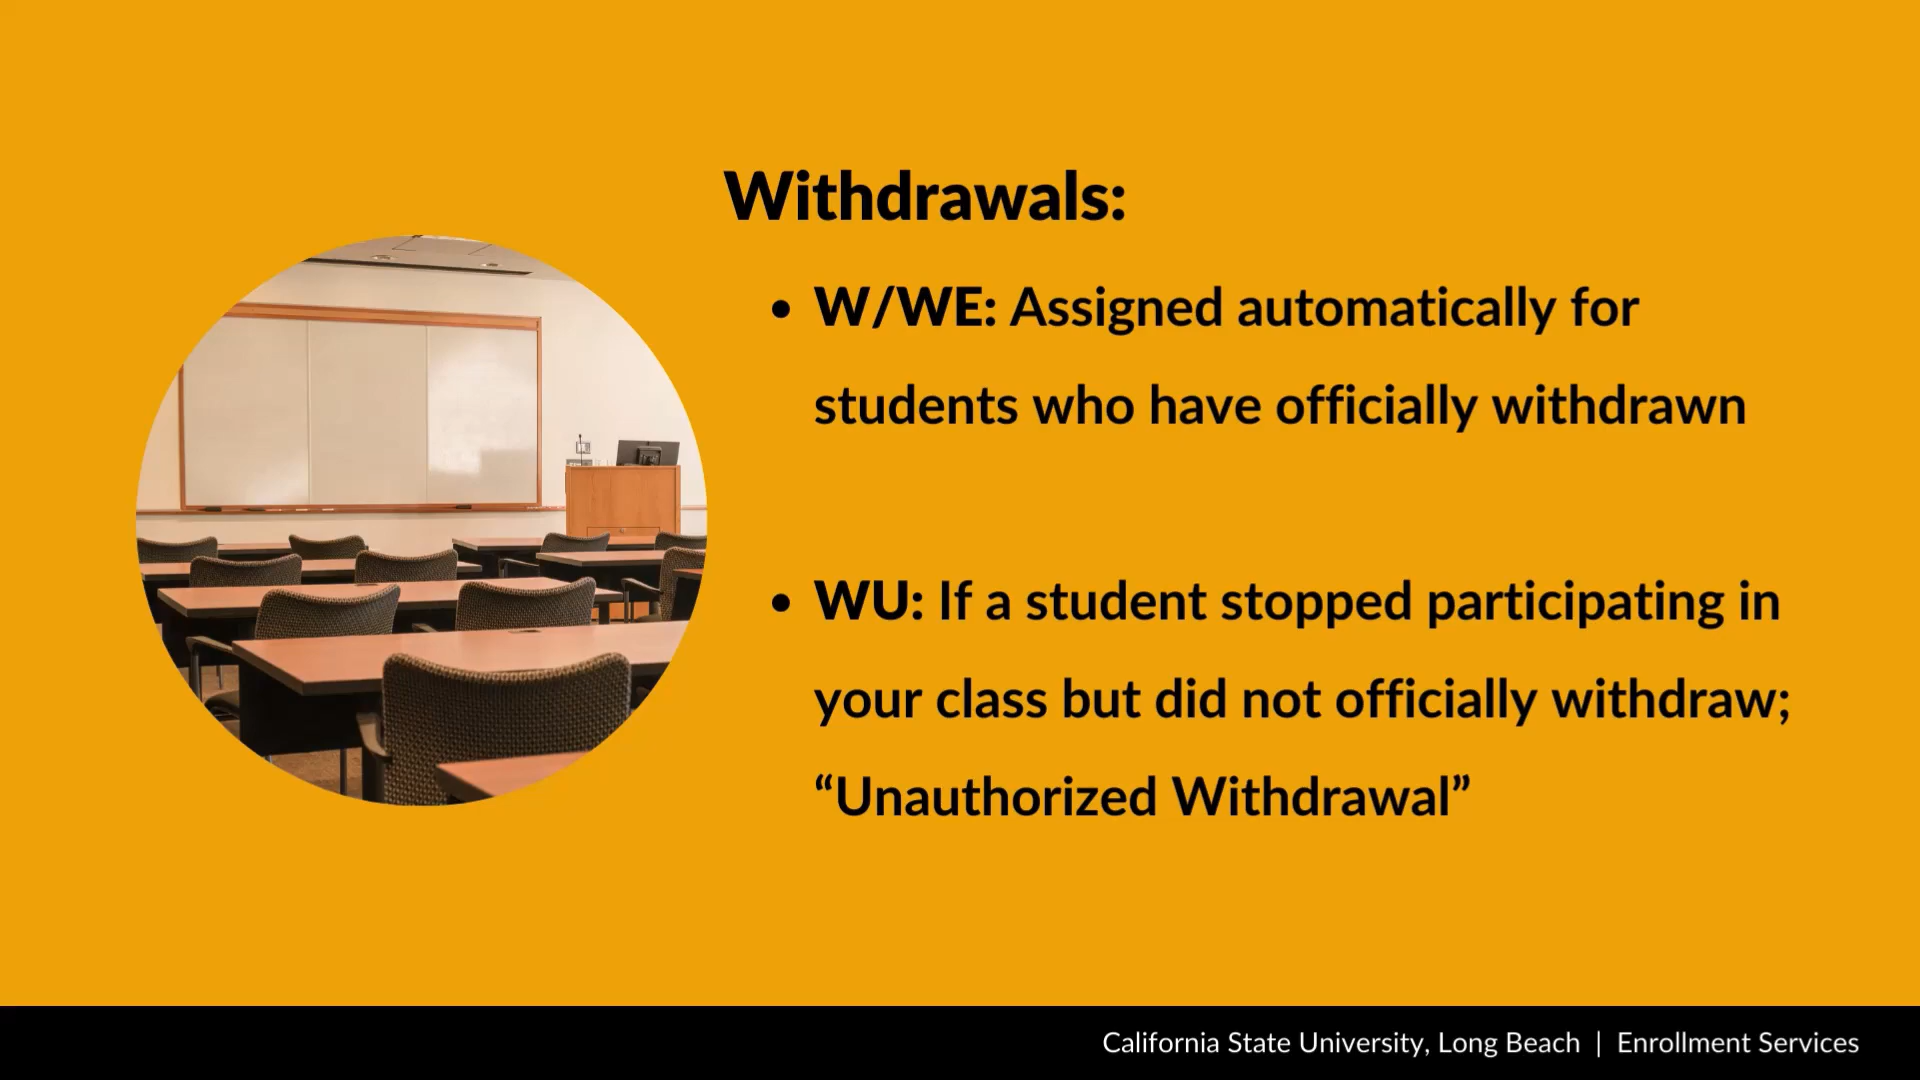 Withdrawals:
• W/WE: Assigned automatically for
students who have officially withdrawn
• WU: If a student stopped participating in
your class but did not officially withdraw;
“Unauthorized Withdrawal”
California State University, Long Beach | Enrollment Services